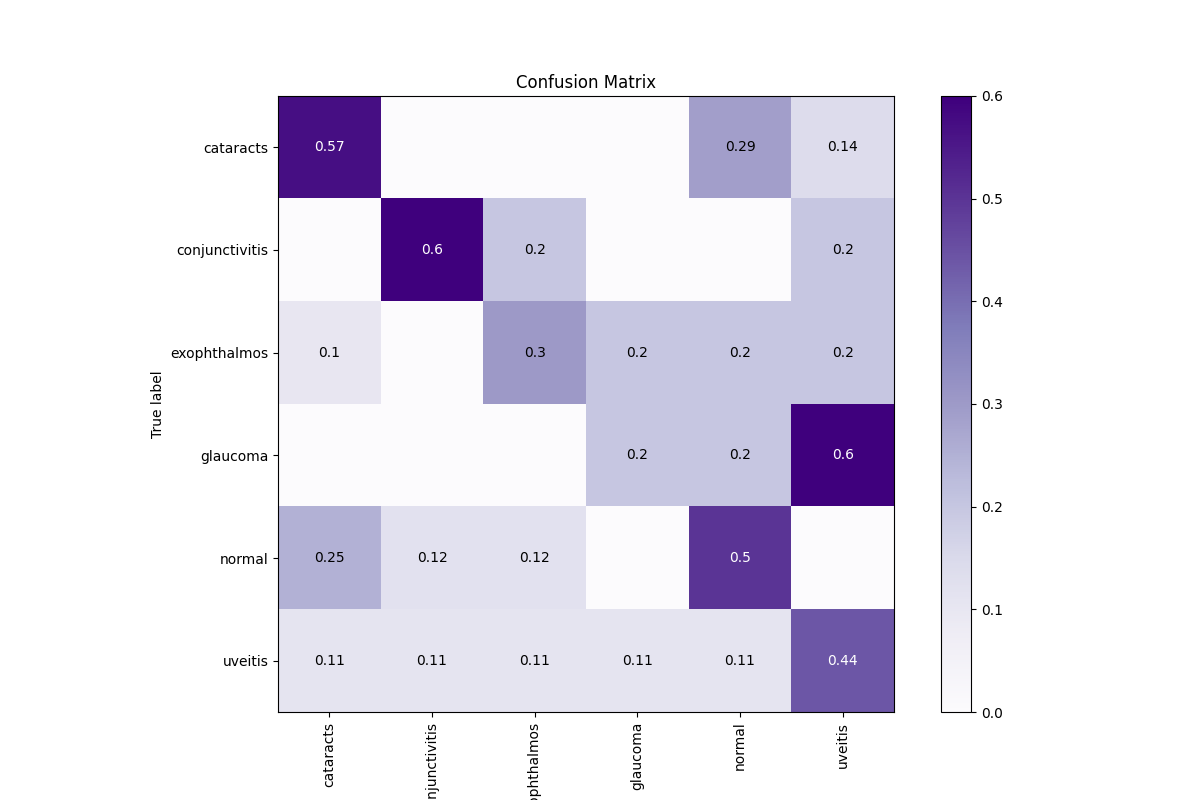 Confusion Matrix
cataracts 0.57 0.29 0.14
conjunctivitis 0.6 0.2 0.2
exophthalmos 0.1 0.3 0.2 0.2 0.2
glaucoma 0.2 0.2 0.6
normal 0.25 0.12 0.12 0.5
uveitis 0.11 0.11 0.11 0.11 0.11 0.44
True label
cataracts
njunctivitis
ophthalmos
glaucoma
normal
uveitis
0.6
0.5
0.4
0.3
0.2
0.1
0.0